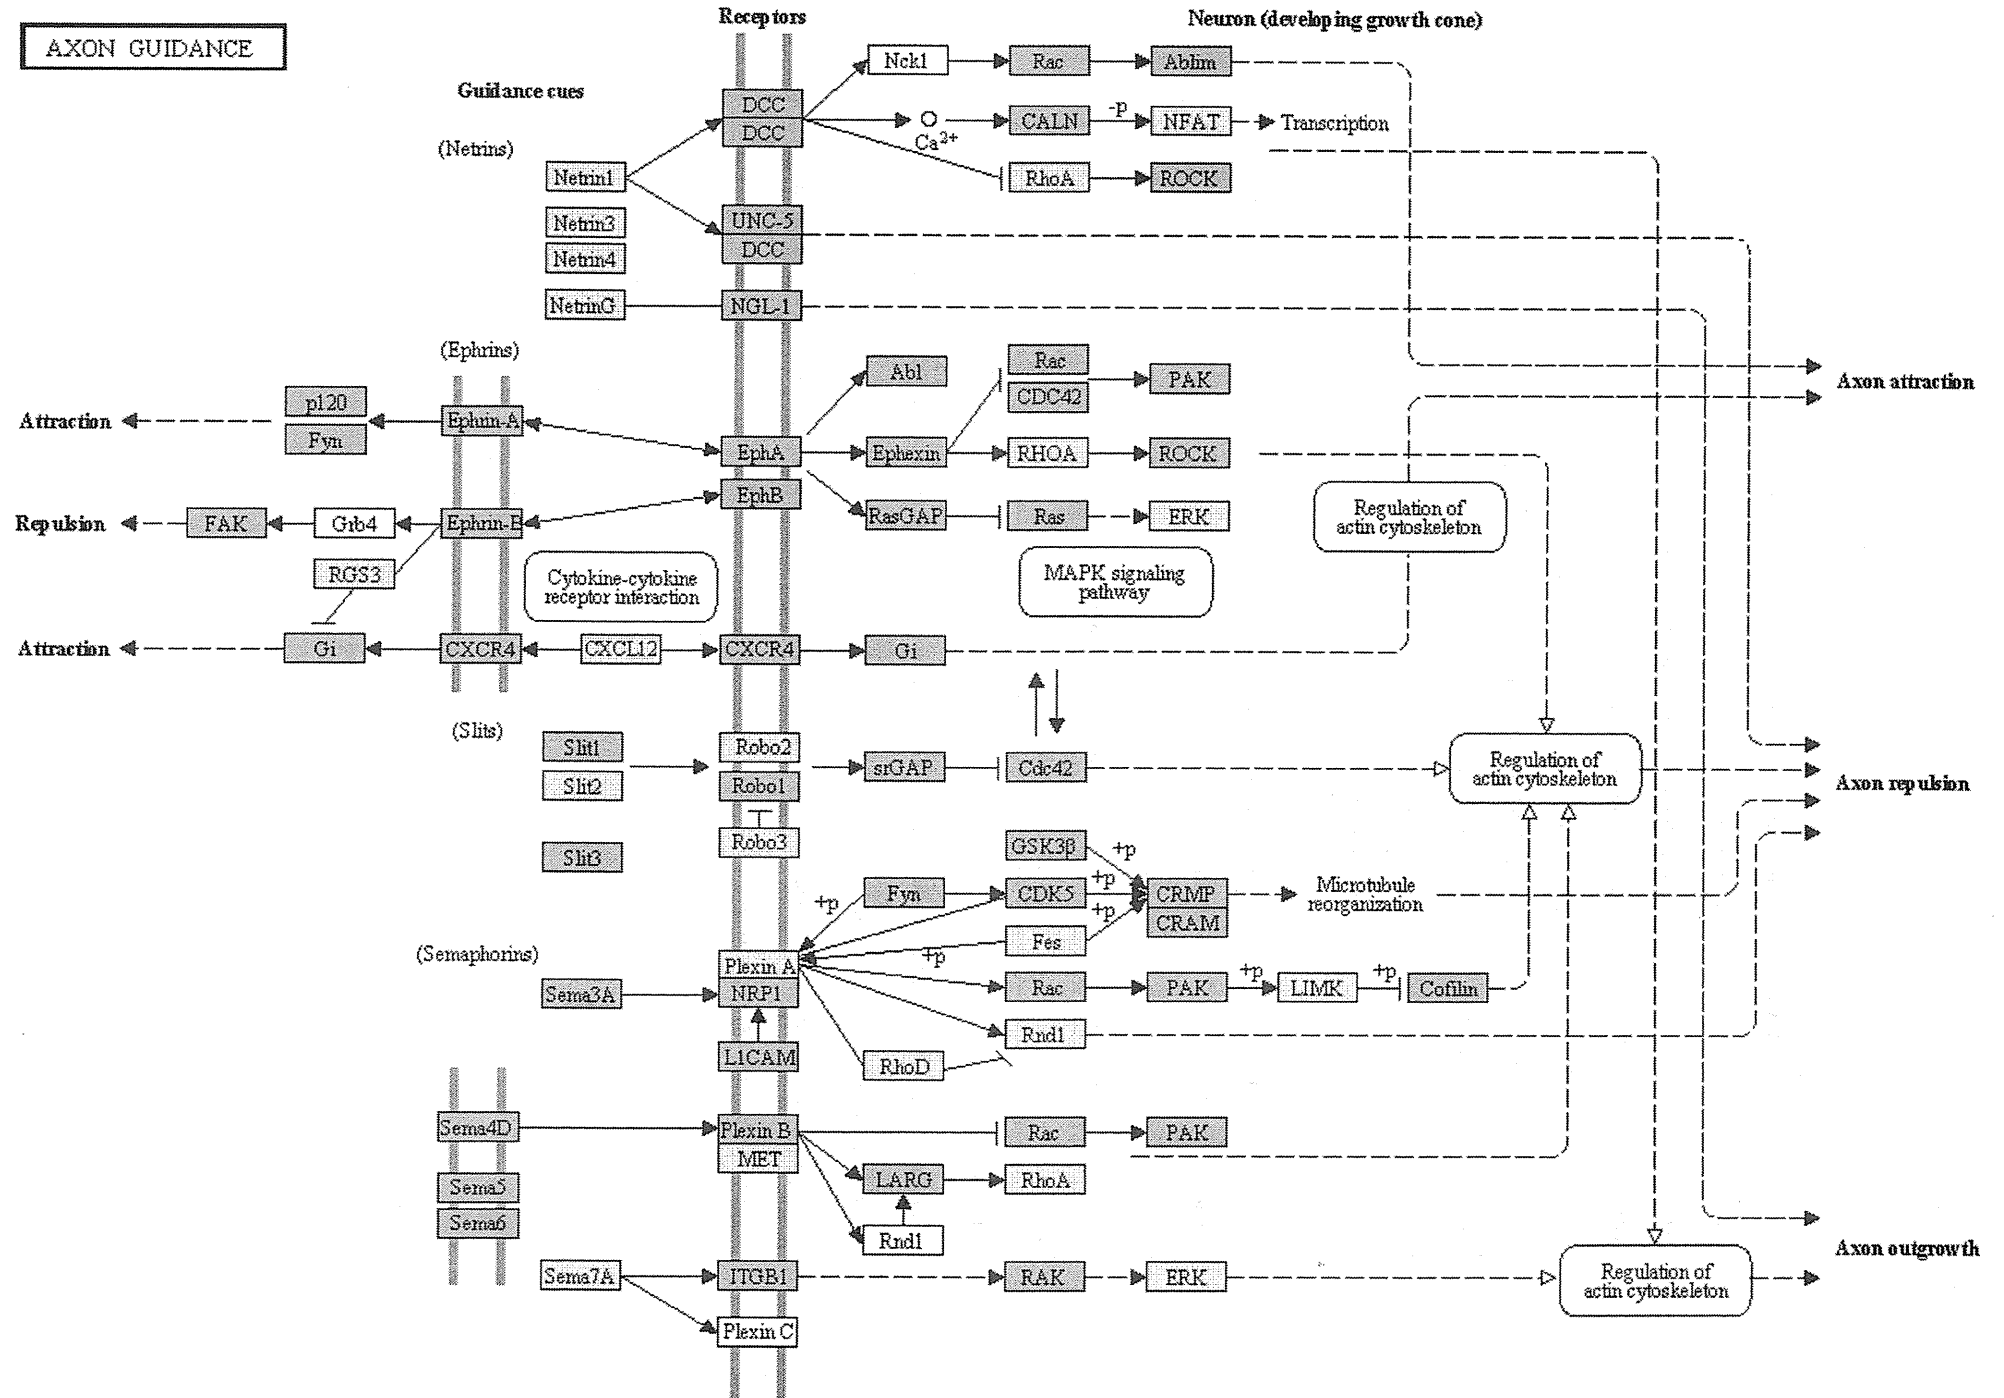 Receptors
Neuron (developing growth cone)
AXON GUIDANCE
Guidance cues
Nck1
Rac
Ablim
DCC
DCC
Ca2+
CALN
-p
NFAT
Transcription
(Netrins)
Netrin1
RhoA
ROCK
Netrin3
UNC-5
Netrin4
DCC
NetrinG
NGL-1
(Ephrins)
Abl
Rac
CDC42
PAK
Axon attraction
Attraction
p120
Fyn
Ephrin-A
EphA
Ephexin
RHOA
ROCK
EphB
Repulsion
FAK
Grb4
Ephrin-B
RasGAP
Ras
ERK
Regulation of
actin cytoskeleton
RGS3
Cytokine-cytokine
receptor interaction
MAPK signaling
pathway
Attraction
Gi
CXCR4
CXCL12
CXCR4
Gi
(Slits)
Slit1
Robo2
Slit2
Robo1
srGAP
Cdc42
Regulation of
actin cytoskeleton
Axon repulsion
Robo3
Slit3
GSK3β
+p
Fyn
CDK5
+p
CRMP
CRAM
Microtubule
reorganization
+p
+p
Fes
(Semaphorins)
Plexin A
+p
Sema3A
NRP1
Rac
PAK
+p
LIMK
+p
Cofilin
Rnd1
L1CAM
RhoD
Sema4D
Plexin B
MET
Rac
PAK
Sema5
LARG
RhoA
Sema6
Rnd1
Axon outgrowth
Sema7A
ITGB1
RAK
ERK
Regulation of
actin cytoskeleton
Plexin C